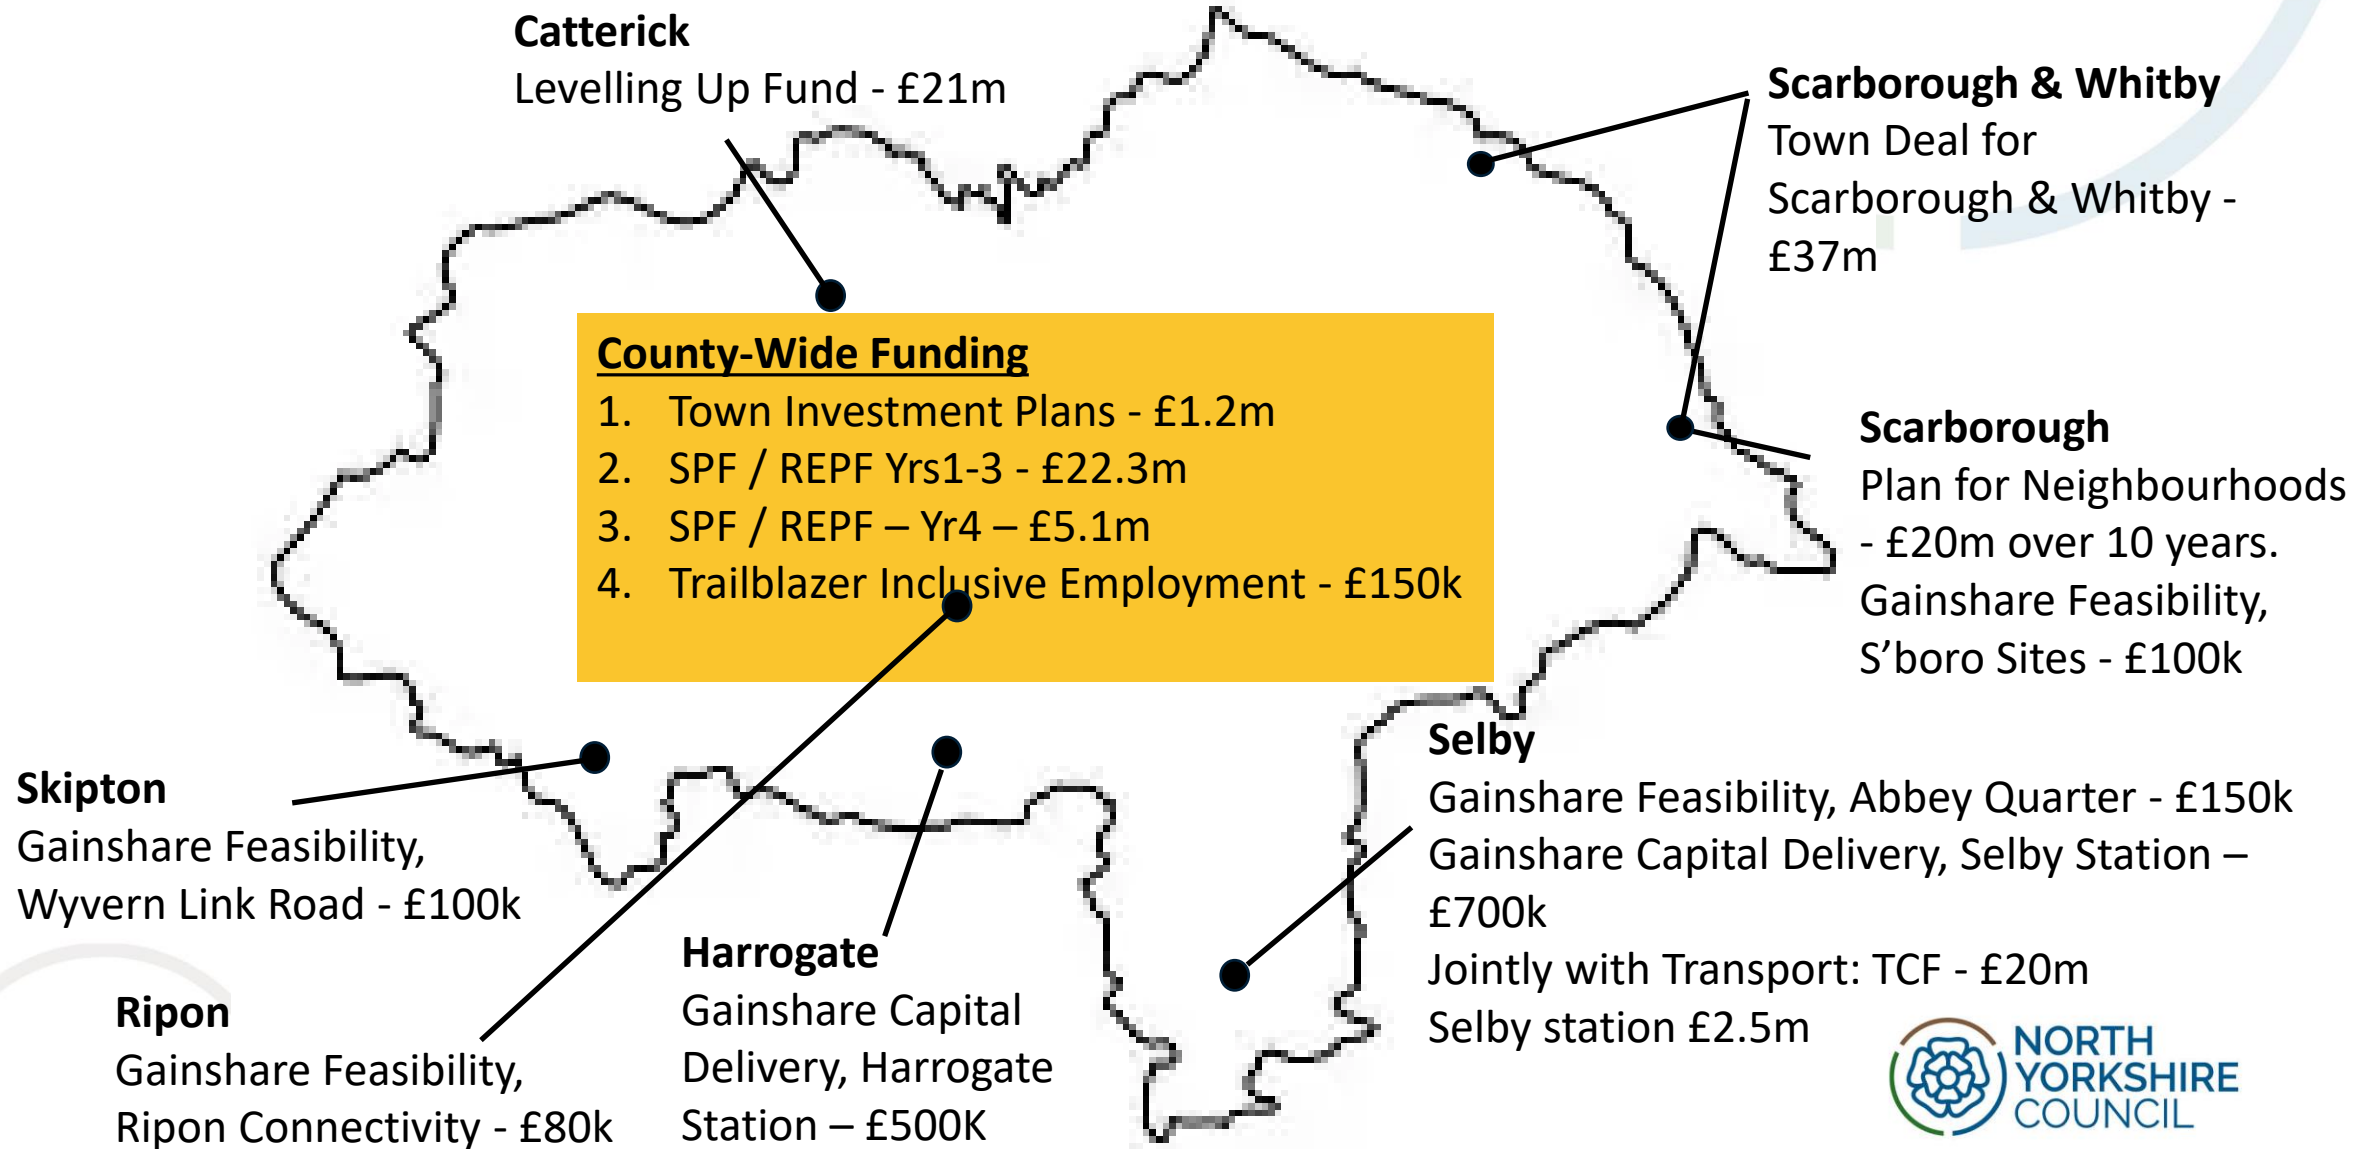 Catterick
Levelling Up Fund - £21m
Scarborough & Whitby
Town Deal for
Scarborough & Whitby -
£37m
County-Wide Funding
1. Town Investment Plans - £1.2m
2. SPF / REPF Yrs1-3 - £22.3m
3. SPF / REPF – Yr4 – £5.1m
4. Trailblazer Inclusive Employment - £150k
Scarborough
Plan for Neighbourhoods
- £20m over 10 years.
Gainshare Feasibility,
S’boro Sites - £100k
Skipton
Gainshare Feasibility,
Wyvern Link Road - £100k
Ripon
Gainshare Feasibility,
Ripon Connectivity - £80k
Harrogate
Gainshare Capital
Delivery, Harrogate
Station – £500K
Selby
Gainshare Feasibility, Abbey Quarter - £150k
Gainshare Capital Delivery, Selby Station –
£700k
Jointly with Transport: TCF - £20m
Selby station £2.5m
NORTH
YORKSHIRE
COUNCIL